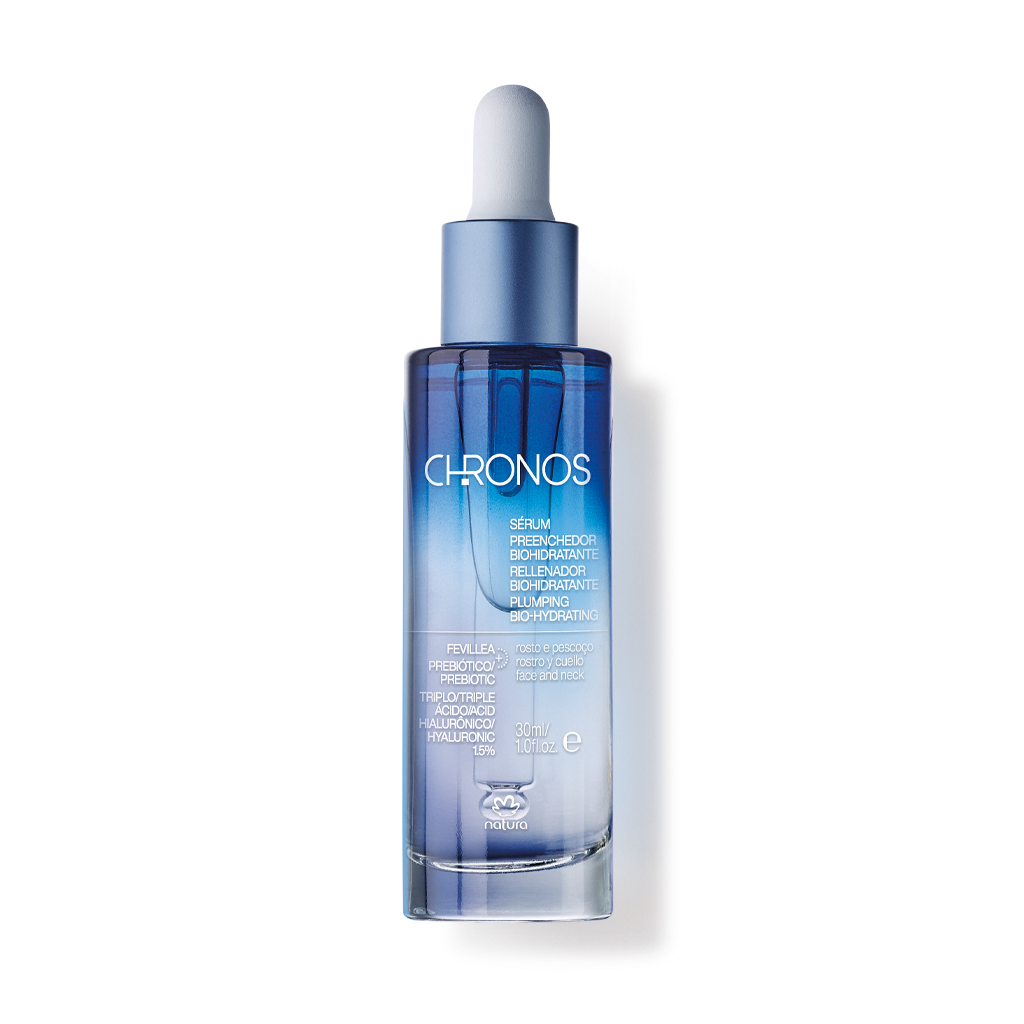 CHRONOS
SÉRUM
PREENCHEDOR
BIOHIDRATANTE
RELLENADOR
BIOHIDRATANTE
PLUMPING
BIO-HYDRATING
FEVILLEA
+
PREBIÓTICO/
PREBIOTIC
TRIPLO/TRIPLE
ÁCIDO/ACID
HIALURÔNICO/
HYALURONIC
1.5%
rosto e pescoço
rostro y cuello
face and neck
30ml/
1.0fl.oz. e
natura